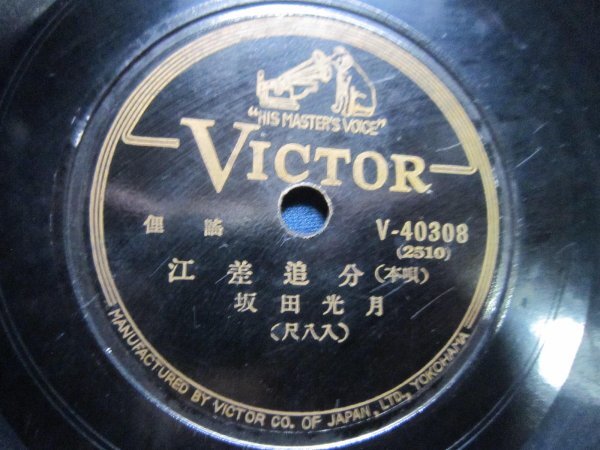 "HIS MASTER'S VOICE"
VICTOR
俚謠
V-40308
(2510)
江差追分(本唄)
坂田光月
(尺八入)
MANUFACTURED BY VICTOR CO. OF JAPAN, LTD., YOKOHAMA